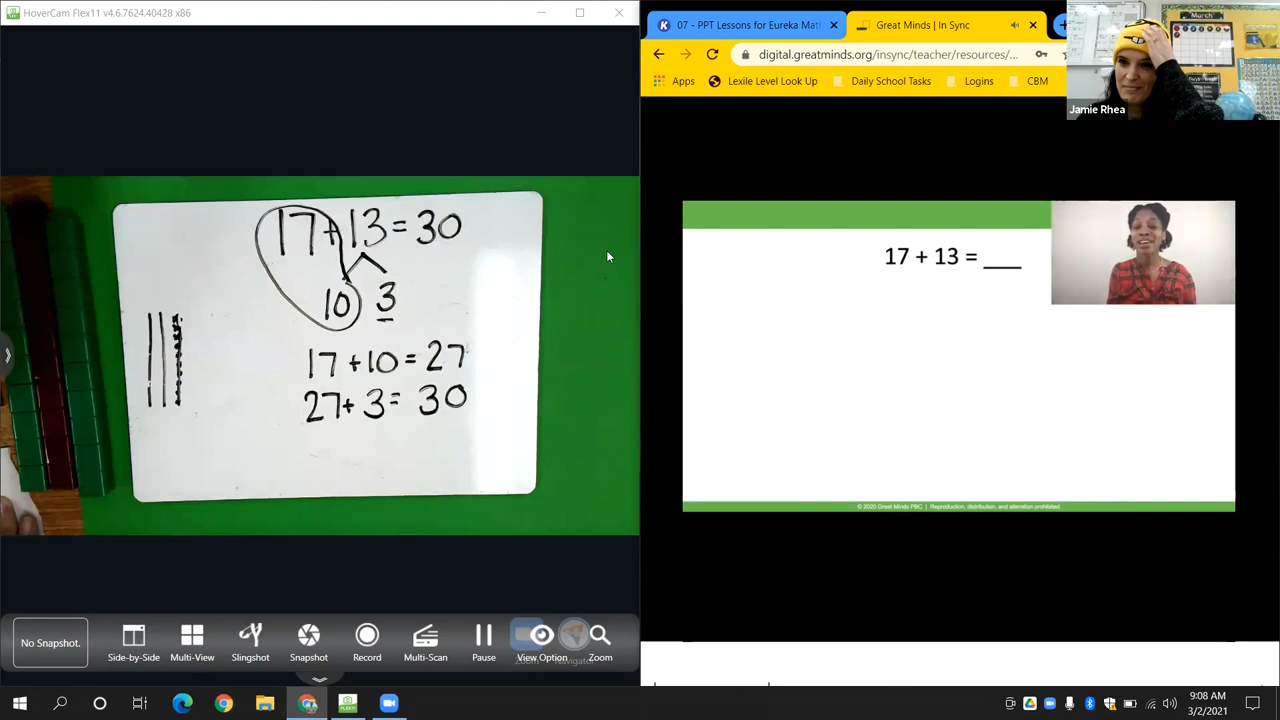 HoverCam Flex11 v4.6.7624.40428 x86
17+13=30
10 3
17+10=27
27+3=30
No Snapshot.
Side-by-Side
Multi-View
Slingshot
Snapshot
Record
Multi-Scan
Pause
View Option
Navigator
Zoom
07 - PPT Lessons for Eureka Math
Great Minds | In Sync
digital.greatminds.org/insync/teacher/resources/...
Apps
Lexile Level Look Up
Daily School Tasks
Logins
CBM
March
Jamie Rhea
17 + 13 = ___
© 2020 Great Minds PBC | Reproduction, distribution, and alteration prohibited.
9:08 AM
3/2/2021